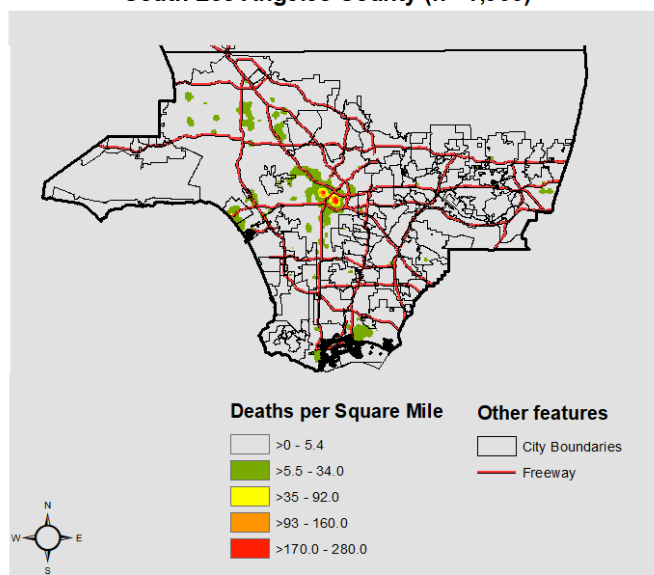 Deaths per Square Mile
>0 - 5.4
>5.5 - 34.0
>35 - 92.0
>93 - 160.0
>170.0 - 280.0
Other features
City Boundaries
Freeway
N
W
E
S